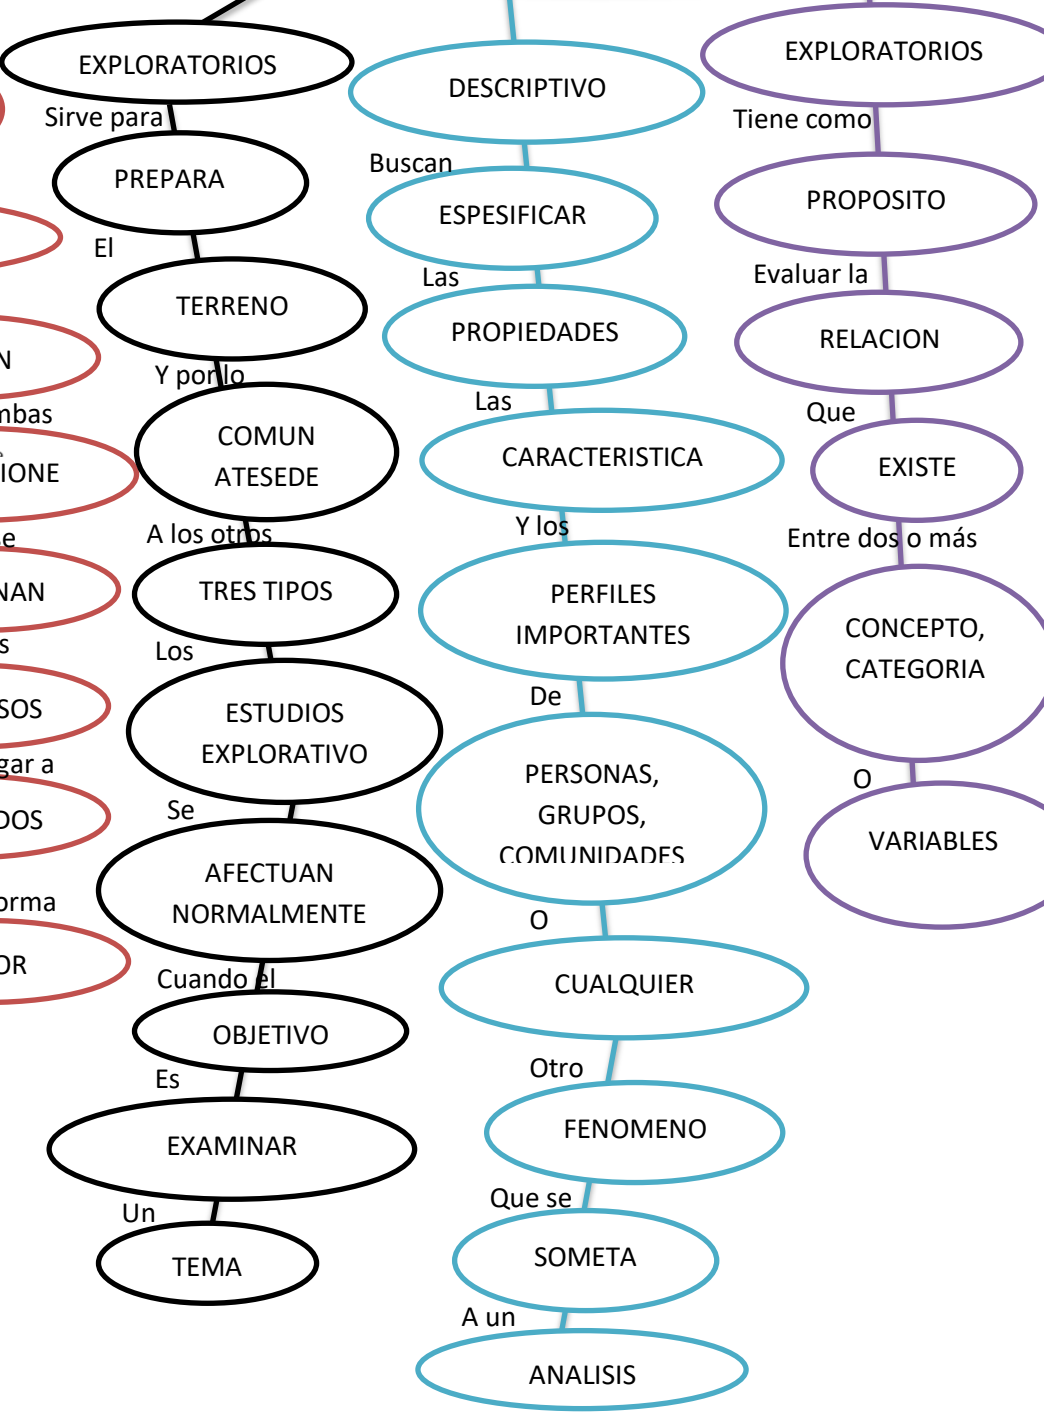 EXPLORATORIOS
Sirve para
PREPARA
El
TERRENO
Y por lo
COMUN
ATESEDE
A los otros
TRES TIPOS
Los
ESTUDIOS
EXPLORATIVO
Se
AFECTUAN
NORMALMENTE
Cuando el
OBJETIVO
Es
EXAMINAR
Un
TEMA
DESCRIPTIVO
Buscan
ESPESIFICAR
Las
PROPIEDADES
Las
CARACTERISTICA
Y los
PERFILES
IMPORTANTES
De
PERSONAS,
GRUPOS,
COMUNIDADES
O
CUALQUIER
Otro
FENOMENO
Que se
SOMETA
A un
ANALISIS
EXPLORATORIOS
Tiene como
PROPOSITO
Evaluar la
RELACION
Que
EXISTE
Entre dos o más
CONCEPTO,
CATEGORIA
O
VARIABLES